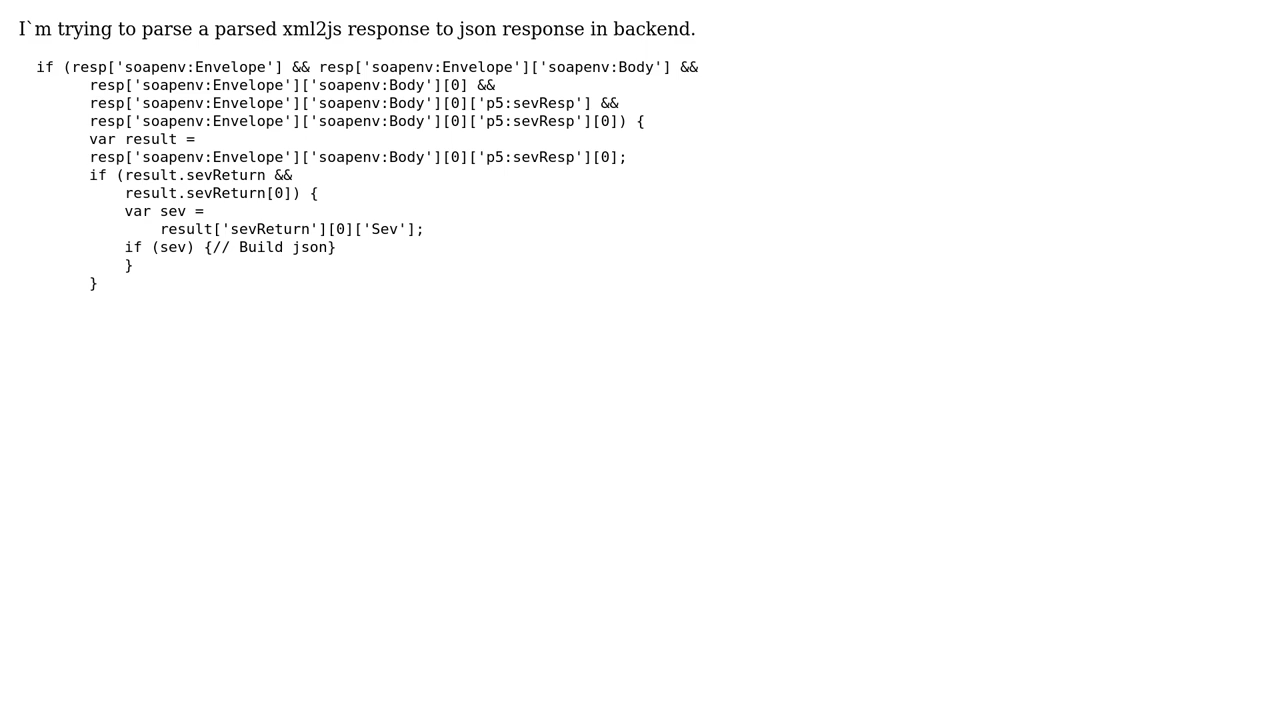 I`m trying to parse a parsed xml2js response to json response in backend.
if (resp['soapenv:Envelope'] && resp['soapenv:Envelope']['soapenv:Body'] &&
resp['soapenv:Envelope']['soapenv:Body'][0] &&
resp['soapenv:Envelope']['soapenv:Body'][0]['p5:sevResp'] &&
resp['soapenv:Envelope']['soapenv:Body'][0]['p5:sevResp'][0]) {
var result =
resp['soapenv:Envelope']['soapenv:Body'][0]['p5:sevResp'][0];
if (result.sevReturn &&
result.sevReturn[0]) {
var sev =
result['sevReturn'][0]['Sev'];
if (sev) {// Build json}
}
}